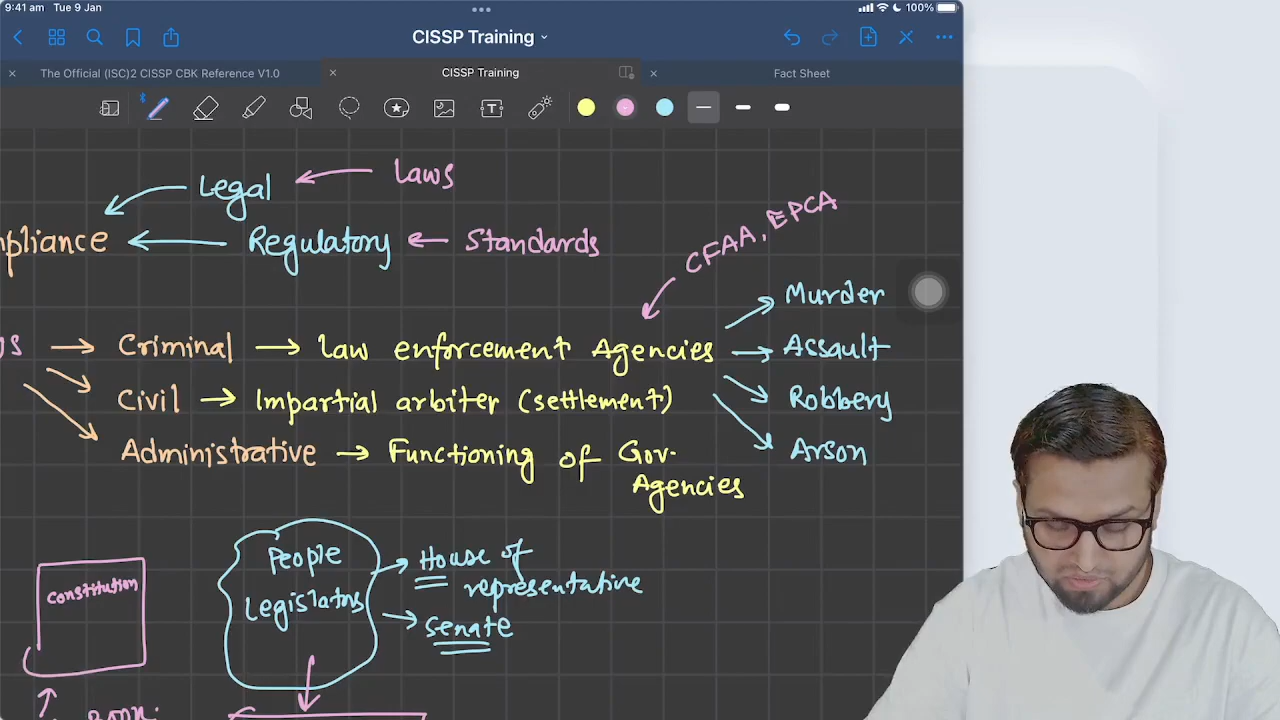 9:41 am Tue 9 Jan
100%
CISSP Training
The Official (ISC)2 CISSP CBK Reference V1.0
CISSP Training
Fact Sheet
Legal
Laws
mpliance
Regulatory
Standards
CFAA, EPCA
Murder
Criminal → Law enforcement Agencies
Assault
Civil → Impartial arbiter (settlement)
Robbery
Administrative → Functioning of Gov.
Agencies
Arson
People
Legislators
House of
representative
Senate
Constitution